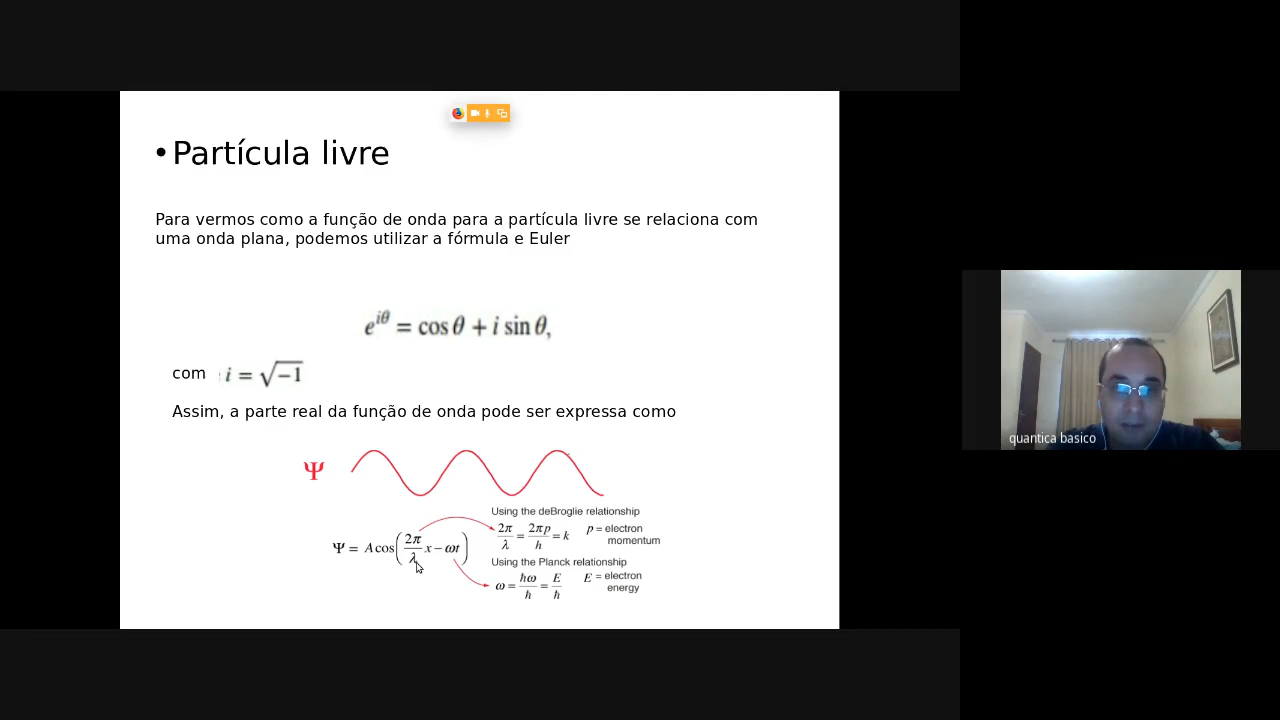 • Partícula livre
Para vermos como a função de onda para a partícula livre se relaciona com
uma onda plana, podemos utilizar a fórmula e Euler
e^{iθ} = cos θ + i sin θ,
com i = √−1
Assim, a parte real da função de onda pode ser expressa como
Ψ
Using the deBroglie relationship
2π/λ = 2πp/h = k p = electron momentum
Ψ = A cos(2π/λ x − ωt)
Using the Planck relationship
ω = ħω/ħ = E/ħ E = electron energy
quantica basico